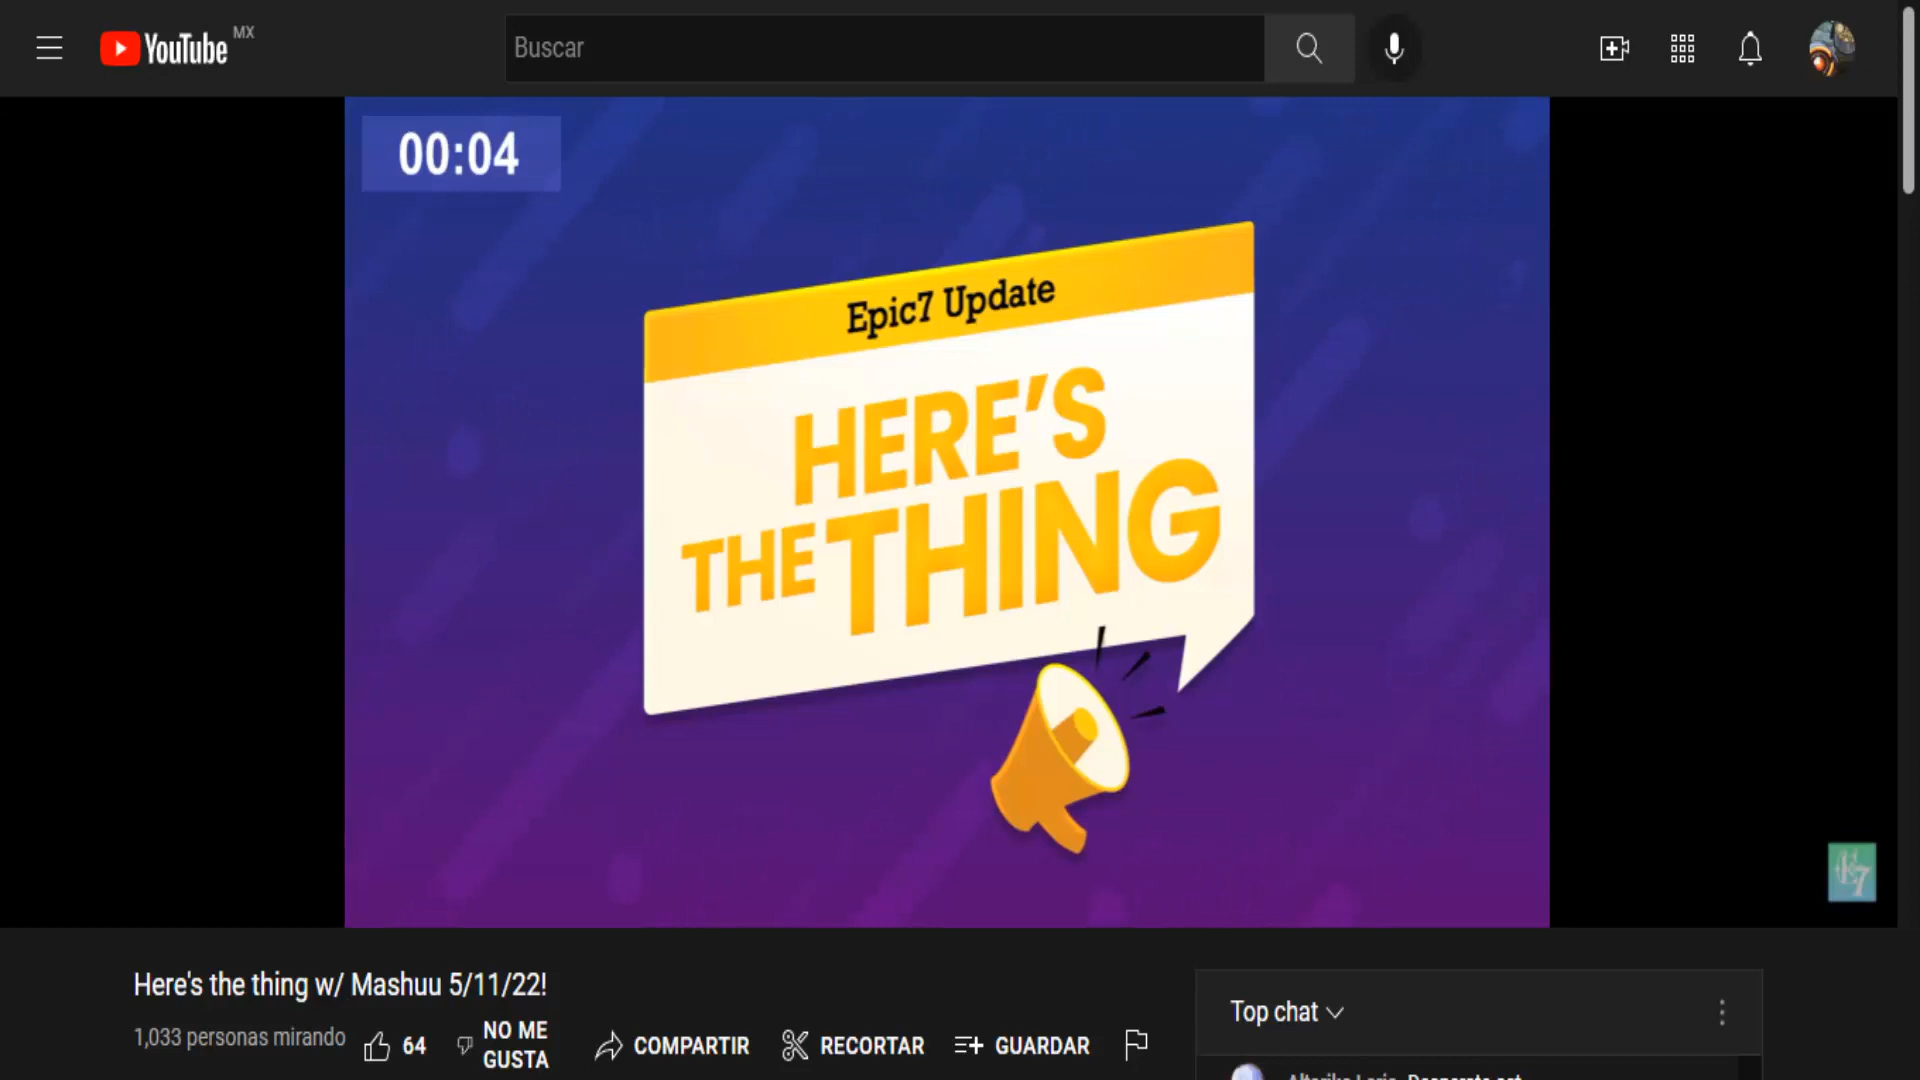 YouTube MX
Buscar
00:04
Epic7 Update
HERE'S
THE THING
E7
Here's the thing w/ Mashuu 5/11/22!
1,033 personas mirando
64
NO ME
GUSTA
COMPARTIR
RECORTAR
GUARDAR
Top chat